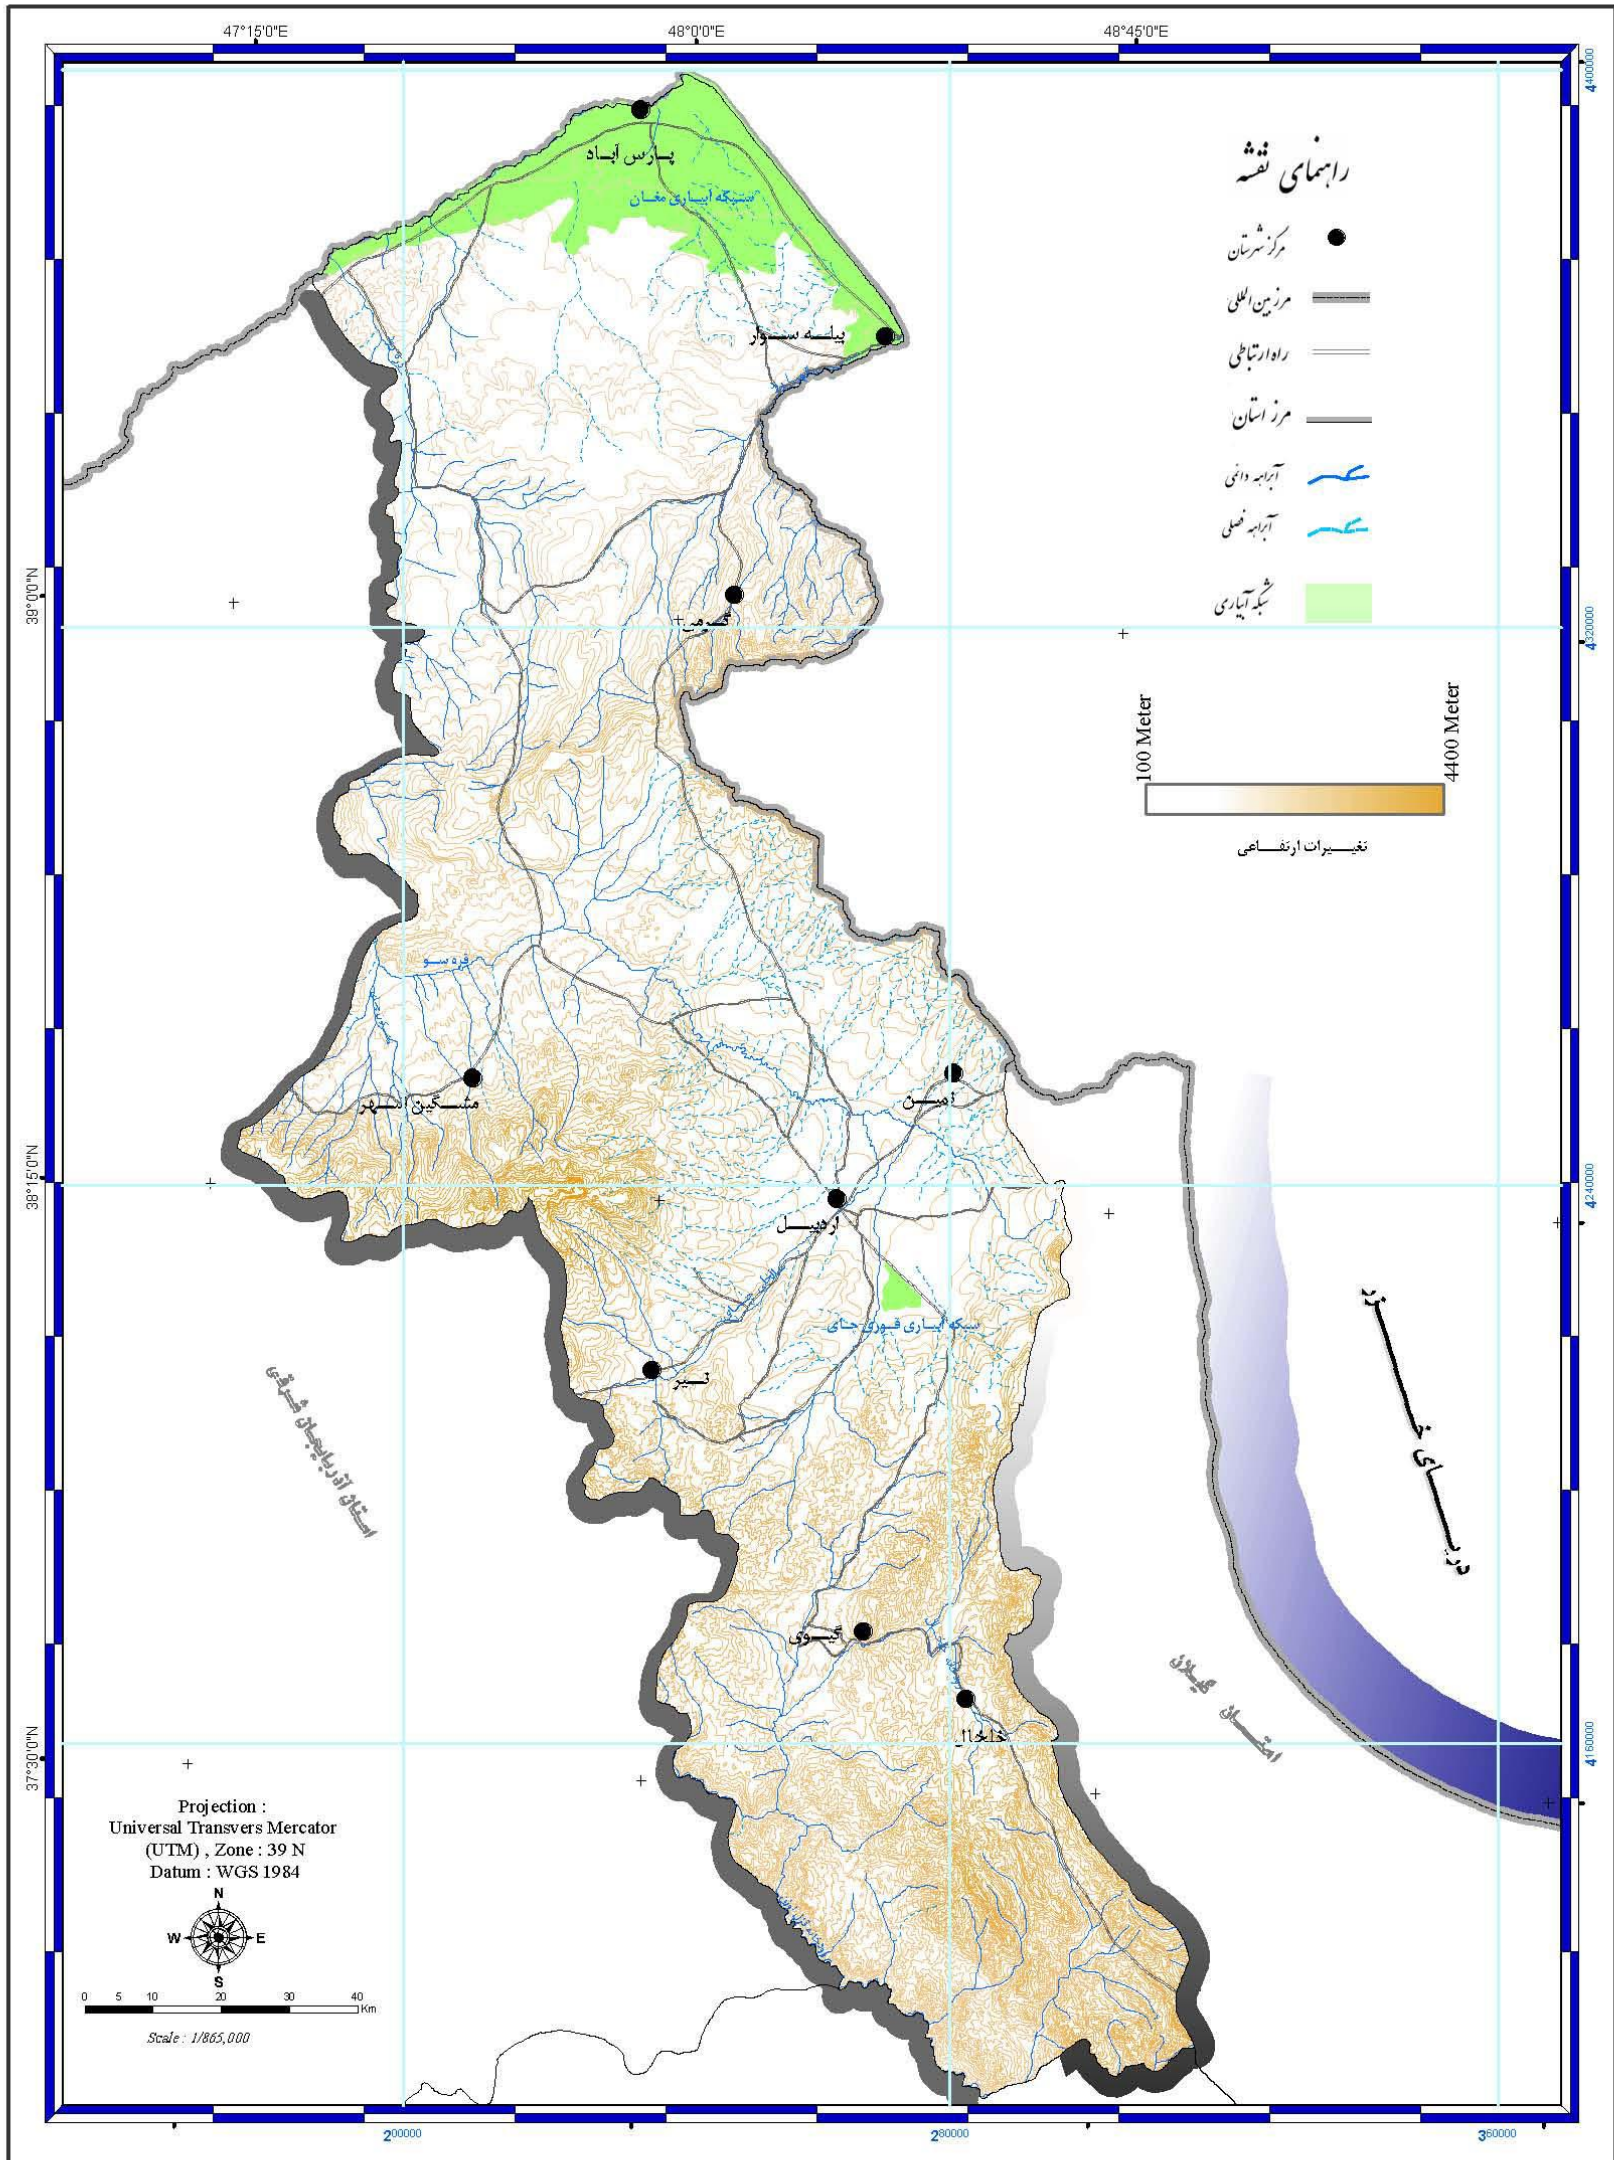 47°15'0"E
48°0'0"E
48°45'0"E
4400000
راهنمای نقشه
مرکز شهرستان
مرز بین المللی
راه ارتباطی
مرز استان
آبراهه دائمی
آبراهه فصلی
شبکه آبیاری
پارس آباد
شبکه آبیاری مغان
پیله سوار
39°0'0"N
گرمی
4320000
100 Meter
4400 Meter
تغییرات ارتفاعی
قره سو
مشگین شهر
نمین
38°15'0"N
4240000
اردبیل
شبکه آبیاری قوری چای
نیر
استان آذربایجان شرقی
دریای خزر
گیوی
خلخال
استان گیلان
37°30'0"N
4160000
Projection :
Universal Transvers Mercator
(UTM) , Zone : 39 N
Datum : WGS 1984
N
W
E
S
0 5 10 20 30 40
Km
Scale : 1/865,000
200000
280000
360000